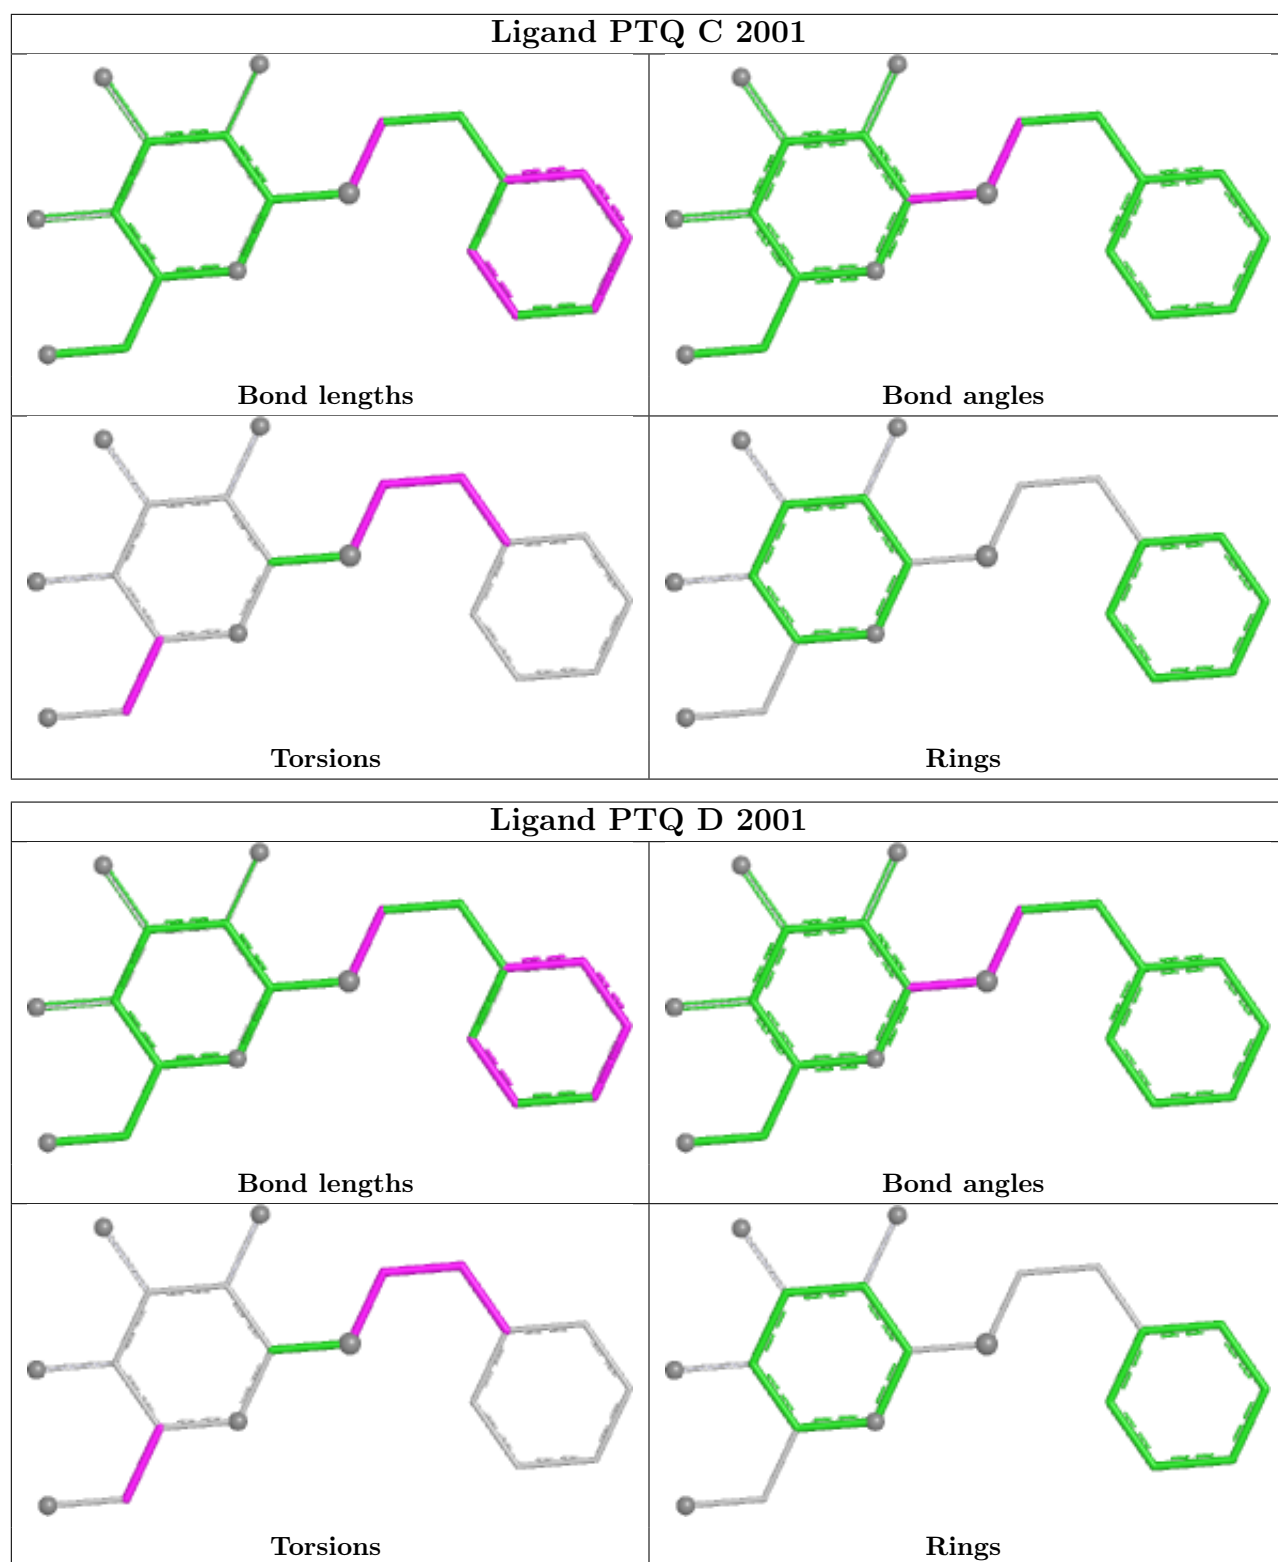 Ligand PTQ C 2001
Bond lengths
Bond angles
Torsions
Rings
Ligand PTQ D 2001
Bond lengths
Bond angles
Torsions
Rings